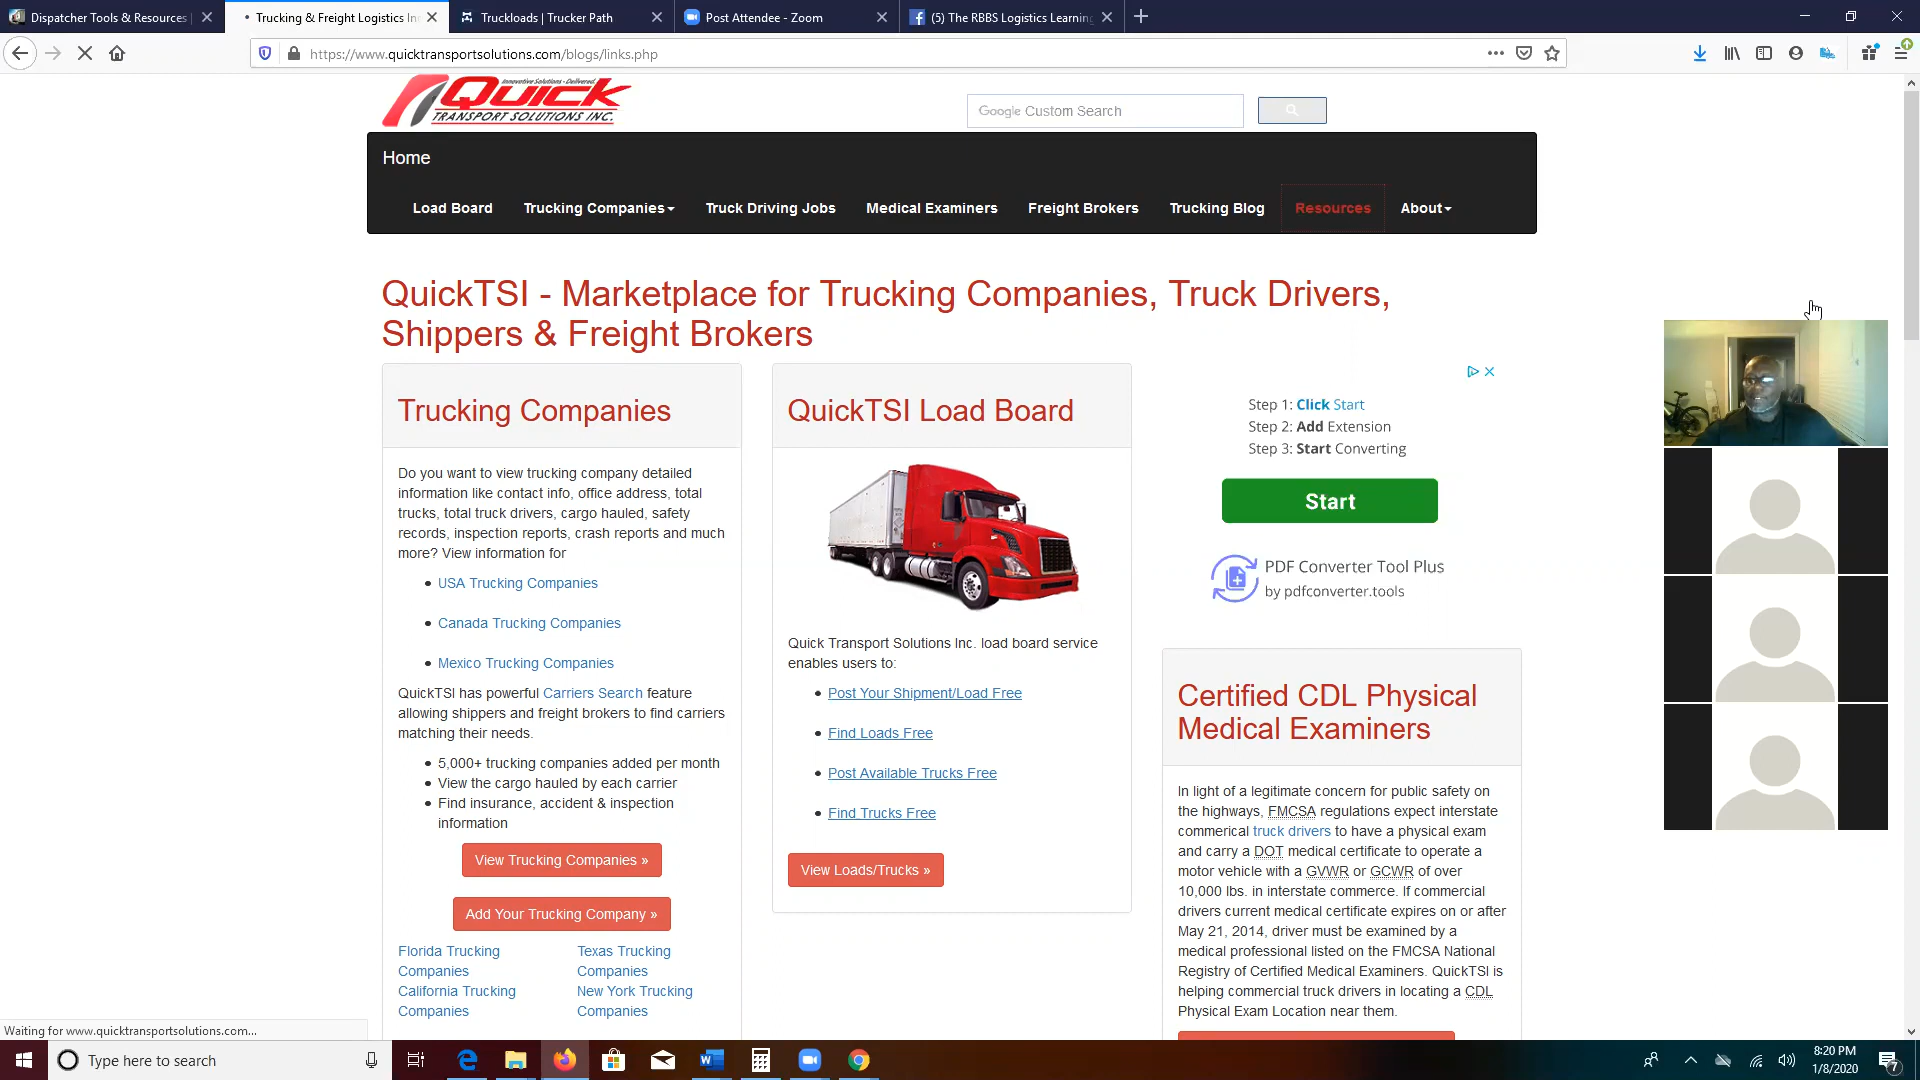 Dispatcher Tools & Resources
Trucking & Freight Logistics In
Truckloads | Trucker Path
Post Attendee - Zoom
(5) The RBBS Logistics Learning
https://www.quicktransportsolutions.com/blogs/links.php
Innovative Solutions - Delivered.
QUICK
TRANSPORT SOLUTIONS INC.
Google Custom Search
Home
Load Board
Trucking Companies
Truck Driving Jobs
Medical Examiners
Freight Brokers
Trucking Blog
Resources
About
QuickTSI - Marketplace for Trucking Companies, Truck Drivers,
Shippers & Freight Brokers
Trucking Companies
Do you want to view trucking company detailed
information like contact info, office address, total
trucks, total truck drivers, cargo hauled, safety
records, inspection reports, crash reports and much
more? View information for
USA Trucking Companies
Canada Trucking Companies
Mexico Trucking Companies
QuickTSI has powerful Carriers Search feature
allowing shippers and freight brokers to find carriers
matching their needs.
5,000+ trucking companies added per month
View the cargo hauled by each carrier
Find insurance, accident & inspection
information
View Trucking Companies »
Add Your Trucking Company »
Florida Trucking
Companies
California Trucking
Companies
Texas Trucking
Companies
New York Trucking
Companies
QuickTSI Load Board
Quick Transport Solutions Inc. load board service
enables users to:
Post Your Shipment/Load Free
Find Loads Free
Post Available Trucks Free
Find Trucks Free
View Loads/Trucks »
Step 1: Click Start
Step 2: Add Extension
Step 3: Start Converting
Start
PDF Converter Tool Plus
by pdfconverter.tools
Certified CDL Physical
Medical Examiners
In light of a legitimate concern for public safety on
the highways, FMCSA regulations expect interstate
commerical truck drivers to have a physical exam
and carry a DOT medical certificate to operate a
motor vehicle with a GVWR or GCWR of over
10,000 lbs. in interstate commerce. If commercial
drivers current medical certificate expires on or after
May 21, 2014, driver must be examined by a
medical professional listed on the FMCSA National
Registry of Certified Medical Examiners. QuickTSI is
helping commercial truck drivers in locating a CDL
Physical Exam Location near them.
Waiting for www.quicktransportsolutions.com...
Type here to search
8:20 PM
1/8/2020
7